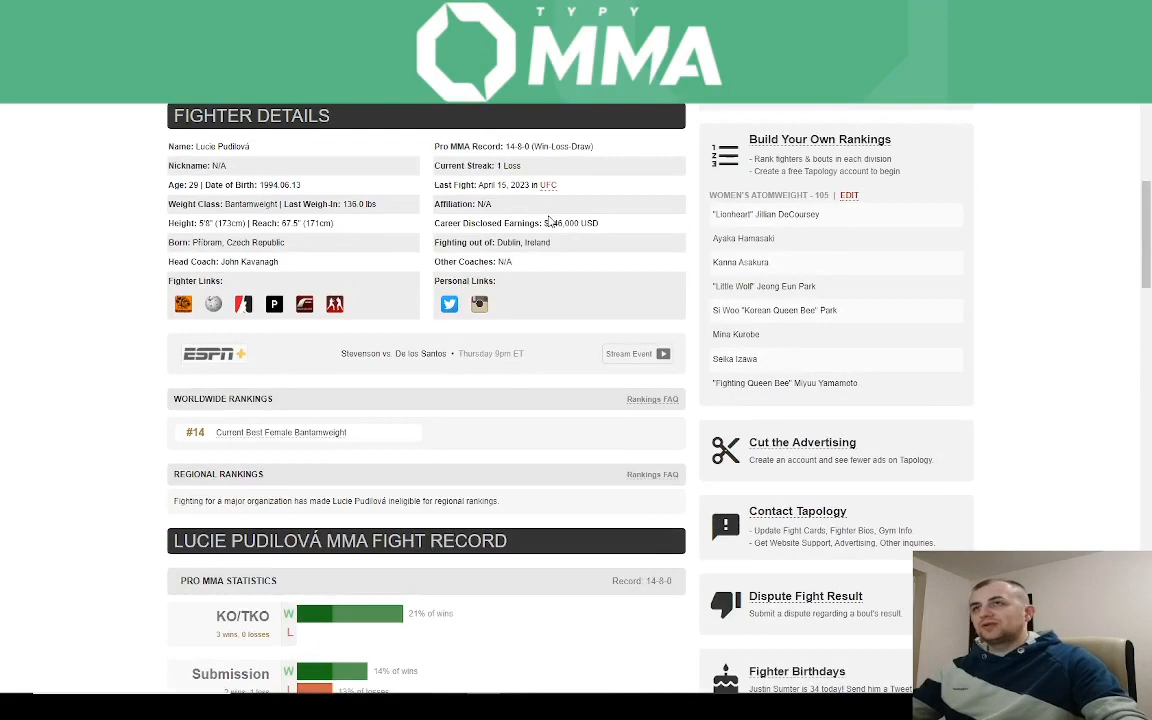 TYPY
MMA
FIGHTER DETAILS
Name: Lucie Pudilová
Pro MMA Record: 14-8-0 (Win-Loss-Draw)
Nickname: N/A
Current Streak: 1 Loss
Age: 29 | Date of Birth: 1994.06.13
Last Fight: April 15, 2023 in UFC
Weight Class: Bantamweight | Last Weigh-In: 136.0 lbs
Affiliation: N/A
Height: 5'8" (173cm) | Reach: 67.5" (171cm)
Career Disclosed Earnings: 46,000 USD
Born: Příbram, Czech Republic
Fighting out of: Dublin, Ireland
Head Coach: John Kavanagh
Other Coaches: N/A
Fighter Links:
Personal Links:
P
ESPN+
Stevenson vs. De los Santos • Thursday 9pm ET
Stream Event
WORLDWIDE RANKINGS
Rankings FAQ
#14 Current Best Female Bantamweight
REGIONAL RANKINGS
Rankings FAQ
Fighting for a major organization has made Lucie Pudilová ineligible for regional rankings.
LUCIE PUDILOVÁ MMA FIGHT RECORD
PRO MMA STATISTICS
Record: 14-8-0
KO/TKO
W
21% of wins
3 wins, 0 losses
L
Submission
W
14% of wins
2 wins, 1 loss
L
13% of losses
Build Your Own Rankings
- Rank fighters & bouts in each division
- Create a free Tapology account to begin
WOMEN'S ATOMWEIGHT - 105 | EDIT
"Lionheart" Jillian DeCoursey
Ayaka Hamasaki
Kanna Asakura
"Little Wolf" Jeong Eun Park
Si Woo "Korean Queen Bee" Park
Mina Kurobe
Seika Izawa
"Fighting Queen Bee" Miyuu Yamamoto
Cut the Advertising
Create an account and see fewer ads on Tapology.
Contact Tapology
- Update Fight Cards, Fighter Bios, Gym Info
- Get Website Support, Advertising, Other inquiries.
Dispute Fight Result
Submit a dispute regarding a bout's result.
Fighter Birthdays
Justin Sumter is 34 today! Send him a Tweet